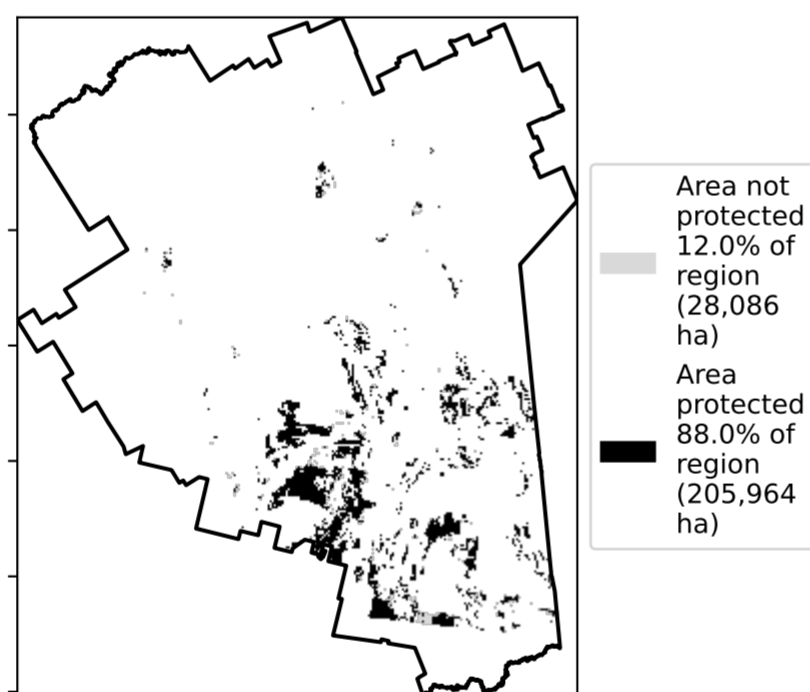 Area not
protected
12.0% of
region
(28,086
ha)
Area
protected
88.0% of
region
(205,964
ha)